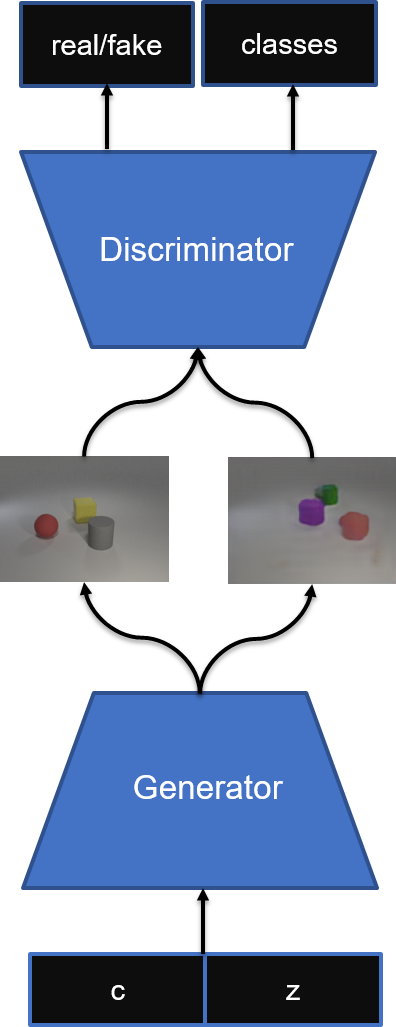 real/fake
classes
Discriminator
Generator
c
z